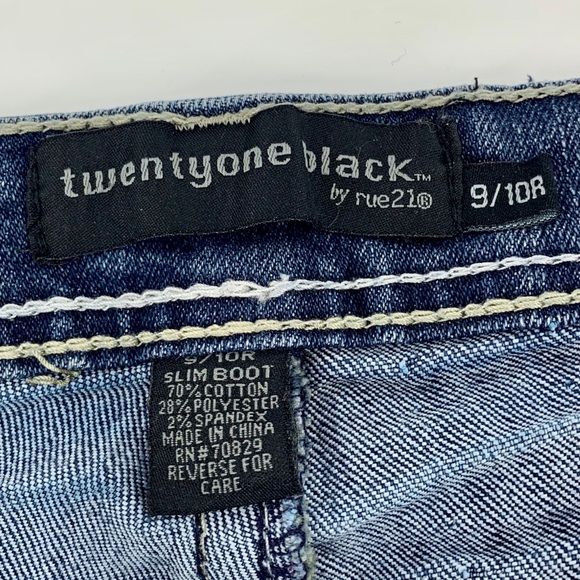 twentyone black™
by rue21®
9/10R
9/10R
SLIM BOOT
70% COTTON
28% POLYESTER
2% SPANDEX
MADE IN CHINA
RN#70829
REVERSE FOR
CARE